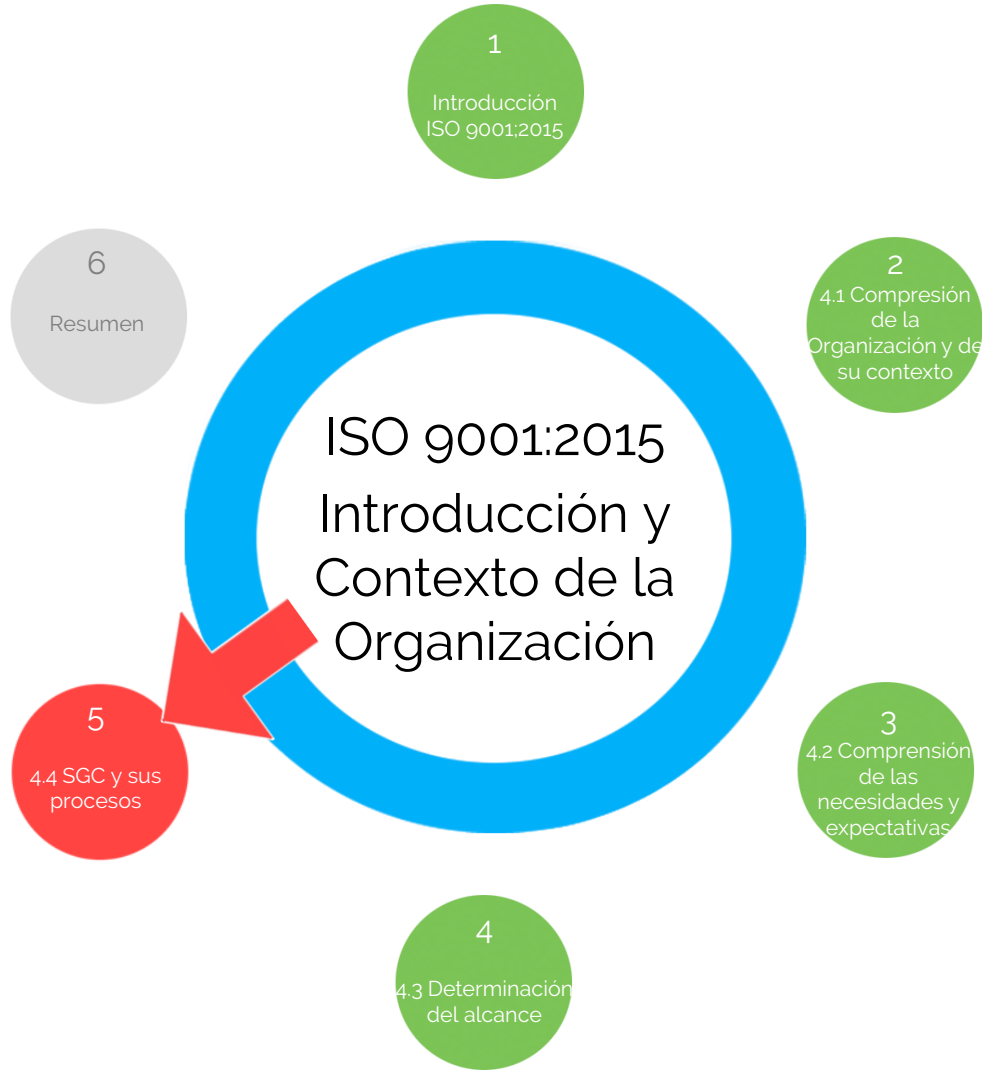 1
Introducción
ISO 9001;2015
2
4.1 Compresión
de la
Organización y de
su contexto
6
Resumen
ISO 9001:2015
Introducción y
Contexto de la
Organización
5
4.4 SGC y sus
procesos
3
4.2 Comprensión
de las
necesidades y
expectativas
4
4.3 Determinación
del alcance